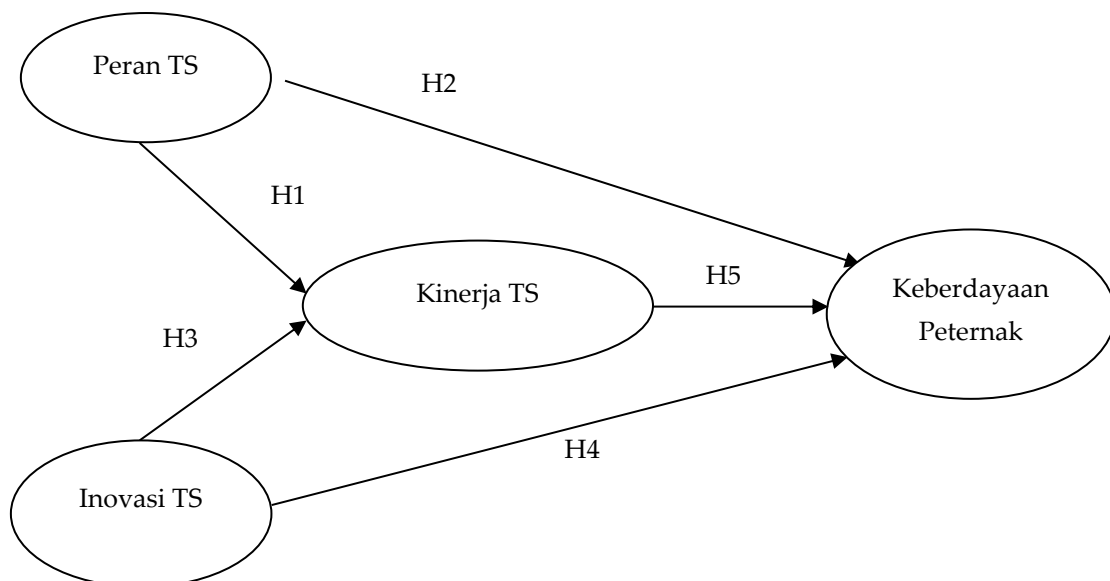 Peran TS
H2
H1
Kinerja TS
H5
Keberdayaan
Peternak
H3
H4
Inovasi TS